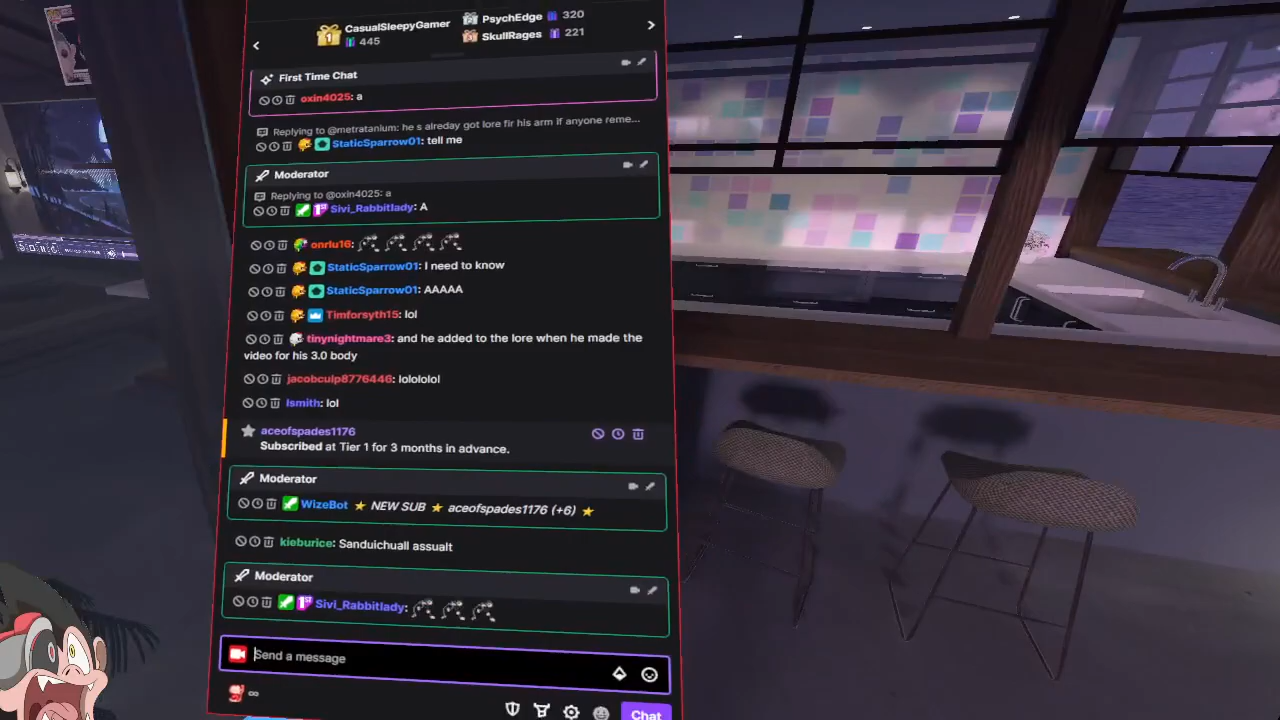 CasualSleepyGamer
445
PsychEdge 320
SkullRages 221
First Time Chat
oxin4025: a
Replying to @metratanium: he s alreday got lore fir his arm if anyone reme...
StaticSparrow01: tell me
Moderator
Replying to @oxin4025: a
Sivi_Rabbitlady: A
onrlu16:
StaticSparrow01: I need to know
StaticSparrow01: AAAAA
Timforsyth15: lol
tinynightmare3: and he added to the lore when he made the
video for his 3.0 body
jacobculp8776446: lolololol
lsmith: lol
aceofspades1176
Subscribed at Tier 1 for 3 months in advance.
Moderator
WizeBot NEW SUB aceofspades1176 (+6)
kieburice: Sanduichuall assualt
Moderator
Sivi_Rabbitlady:
Send a message
∞
Chat